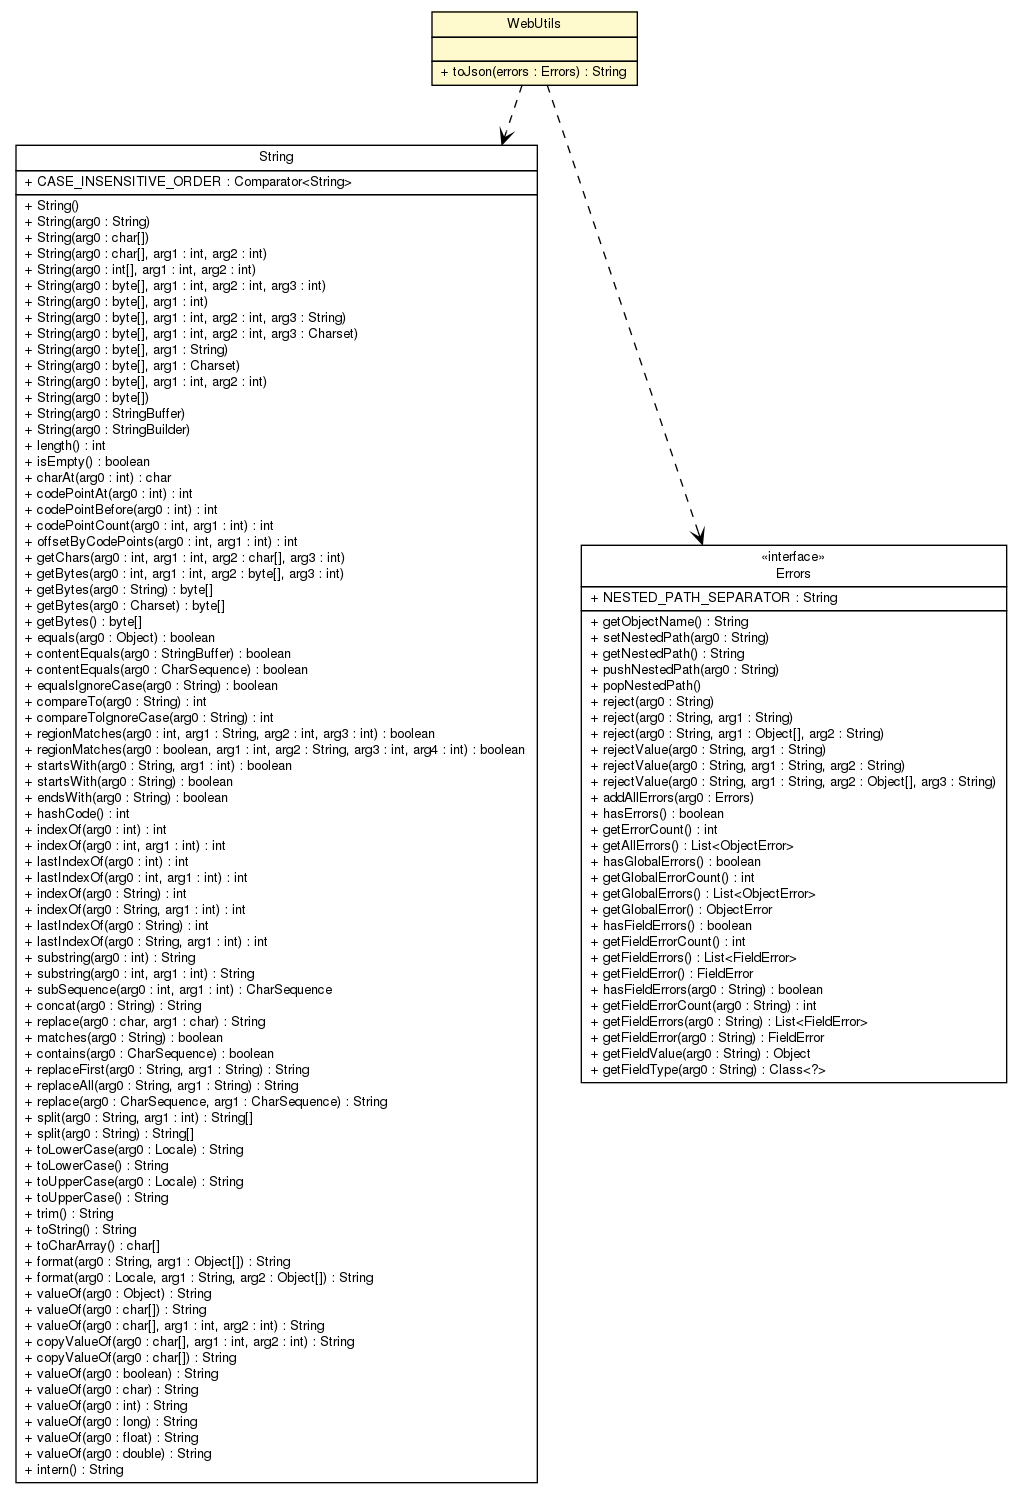 WebUtils
+ toJson(errors : Errors) : String
String
+ CASE_INSENSITIVE_ORDER : Comparator<String>
+ String()
+ String(arg0 : String)
+ String(arg0 : char[])
+ String(arg0 : char[], arg1 : int, arg2 : int)
+ String(arg0 : int[], arg1 : int, arg2 : int)
+ String(arg0 : byte[], arg1 : int, arg2 : int, arg3 : int)
+ String(arg0 : byte[], arg1 : int)
+ String(arg0 : byte[], arg1 : int, arg2 : int, arg3 : String)
+ String(arg0 : byte[], arg1 : int, arg2 : int, arg3 : Charset)
+ String(arg0 : byte[], arg1 : String)
+ String(arg0 : byte[], arg1 : Charset)
+ String(arg0 : byte[], arg1 : int, arg2 : int)
+ String(arg0 : byte[])
+ String(arg0 : StringBuffer)
+ String(arg0 : StringBuilder)
+ length() : int
+ isEmpty() : boolean
+ charAt(arg0 : int) : char
+ codePointAt(arg0 : int) : int
+ codePointBefore(arg0 : int) : int
+ codePointCount(arg0 : int, arg1 : int) : int
+ offsetByCodePoints(arg0 : int, arg1 : int) : int
+ getChars(arg0 : int, arg1 : int, arg2 : char[], arg3 : int)
+ getBytes(arg0 : int, arg1 : int, arg2 : byte[], arg3 : int)
+ getBytes(arg0 : String) : byte[]
+ getBytes(arg0 : Charset) : byte[]
+ getBytes() : byte[]
+ equals(arg0 : Object) : boolean
+ contentEquals(arg0 : StringBuffer) : boolean
+ contentEquals(arg0 : CharSequence) : boolean
+ equalsIgnoreCase(arg0 : String) : boolean
+ compareTo(arg0 : String) : int
+ compareToIgnoreCase(arg0 : String) : int
+ regionMatches(arg0 : int, arg1 : String, arg2 : int, arg3 : int) : boolean
+ regionMatches(arg0 : boolean, arg1 : int, arg2 : String, arg3 : int, arg4 : int) : boolean
+ startsWith(arg0 : String, arg1 : int) : boolean
+ startsWith(arg0 : String) : boolean
+ endsWith(arg0 : String) : boolean
+ hashCode() : int
+ indexOf(arg0 : int) : int
+ indexOf(arg0 : int, arg1 : int) : int
+ lastIndexOf(arg0 : int) : int
+ lastIndexOf(arg0 : int, arg1 : int) : int
+ indexOf(arg0 : String) : int
+ indexOf(arg0 : String, arg1 : int) : int
+ lastIndexOf(arg0 : String) : int
+ lastIndexOf(arg0 : String, arg1 : int) : int
+ substring(arg0 : int) : String
+ substring(arg0 : int, arg1 : int) : String
+ subSequence(arg0 : int, arg1 : int) : CharSequence
+ concat(arg0 : String) : String
+ replace(arg0 : char, arg1 : char) : String
+ matches(arg0 : String) : boolean
+ contains(arg0 : CharSequence) : boolean
+ replaceFirst(arg0 : String, arg1 : String) : String
+ replaceAll(arg0 : String, arg1 : String) : String
+ replace(arg0 : CharSequence, arg1 : CharSequence) : String
+ split(arg0 : String, arg1 : int) : String[]
+ split(arg0 : String) : String[]
+ toLowerCase(arg0 : Locale) : String
+ toLowerCase() : String
+ toUpperCase(arg0 : Locale) : String
+ toUpperCase() : String
+ trim() : String
+ toString() : String
+ toCharArray() : char[]
+ format(arg0 : String, arg1 : Object[]) : String
+ format(arg0 : Locale, arg1 : String, arg2 : Object[]) : String
+ valueOf(arg0 : Object) : String
+ valueOf(arg0 : char[]) : String
+ valueOf(arg0 : char[], arg1 : int, arg2 : int) : String
+ copyValueOf(arg0 : char[], arg1 : int, arg2 : int) : String
+ copyValueOf(arg0 : char[]) : String
+ valueOf(arg0 : boolean) : String
+ valueOf(arg0 : char) : String
+ valueOf(arg0 : int) : String
+ valueOf(arg0 : long) : String
+ valueOf(arg0 : float) : String
+ valueOf(arg0 : double) : String
+ intern() : String
«interface»
Errors
+ NESTED_PATH_SEPARATOR : String
+ getObjectName() : String
+ setNestedPath(arg0 : String)
+ getNestedPath() : String
+ pushNestedPath(arg0 : String)
+ popNestedPath()
+ reject(arg0 : String)
+ reject(arg0 : String, arg1 : String)
+ reject(arg0 : String, arg1 : Object[], arg2 : String)
+ rejectValue(arg0 : String, arg1 : String)
+ rejectValue(arg0 : String, arg1 : String, arg2 : String)
+ rejectValue(arg0 : String, arg1 : String, arg2 : Object[], arg3 : String)
+ addAllErrors(arg0 : Errors)
+ hasErrors() : boolean
+ getErrorCount() : int
+ getAllErrors() : List<ObjectError>
+ hasGlobalErrors() : boolean
+ getGlobalErrorCount() : int
+ getGlobalErrors() : List<ObjectError>
+ getGlobalError() : ObjectError
+ hasFieldErrors() : boolean
+ getFieldErrorCount() : int
+ getFieldErrors() : List<FieldError>
+ getFieldError() : FieldError
+ hasFieldErrors(arg0 : String) : boolean
+ getFieldErrorCount(arg0 : String) : int
+ getFieldErrors(arg0 : String) : List<FieldError>
+ getFieldError(arg0 : String) : FieldError
+ getFieldValue(arg0 : String) : Object
+ getFieldType(arg0 : String) : Class<?>